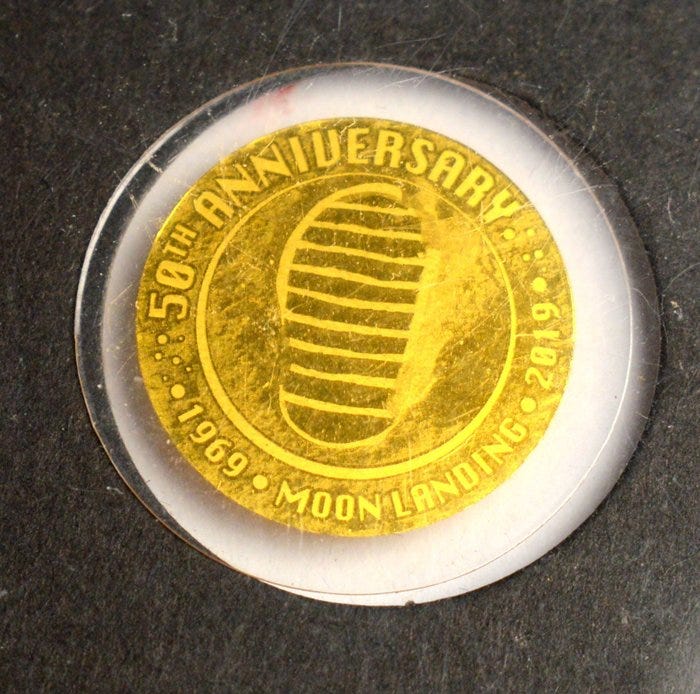 50TH ANNIVERSARY
1969 • MOON LANDING • 2019